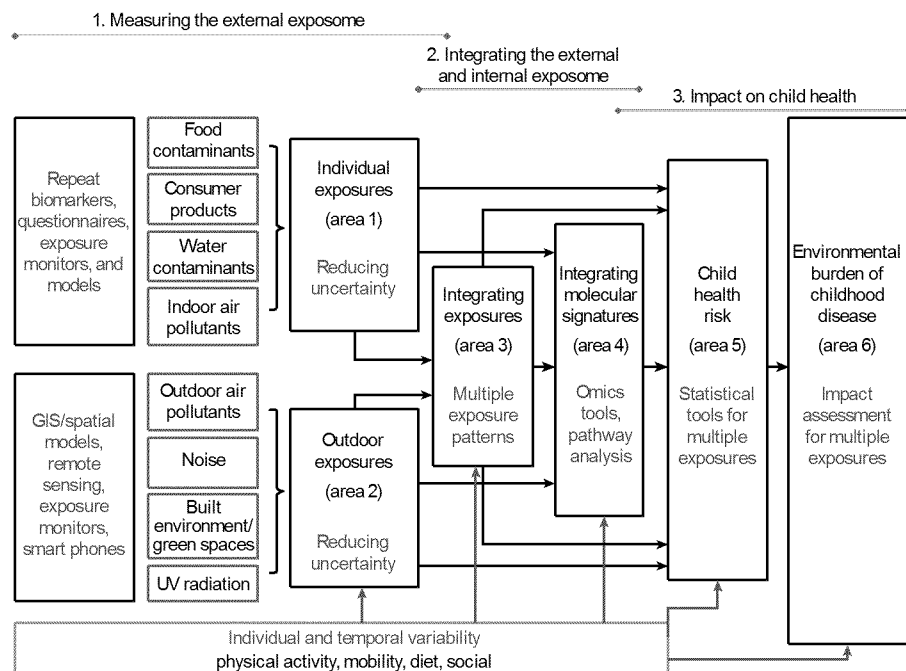 1. Measuring the external exposome
2. Integrating the external
and internal exposome
3. Impact on child health
Repeat
biomarkers,
questionnaires,
exposure
monitors, and
models
Food
contaminants
Consumer
products
Water
contaminants
Indoor air
pollutants
Individual
exposures
(area 1)
Reducing
uncertainty
GIS/spatial
models,
remote
sensing,
exposure
monitors,
smart phones
Outdoor air
pollutants
Noise
Built
environment/
green spaces
UV radiation
Outdoor
exposures
(area 2)
Reducing
uncertainty
Integrating
exposures
(area 3)
Multiple
exposure
patterns
Integrating
molecular
signatures
(area 4)
Omics
tools,
pathway
analysis
Child
health
risk
(area 5)
Statistical
tools for
multiple
exposures
Environmental
burden of
childhood
disease
(area 6)
Impact
assessment
for multiple
exposures
Individual and temporal variability
physical activity, mobility, diet, social